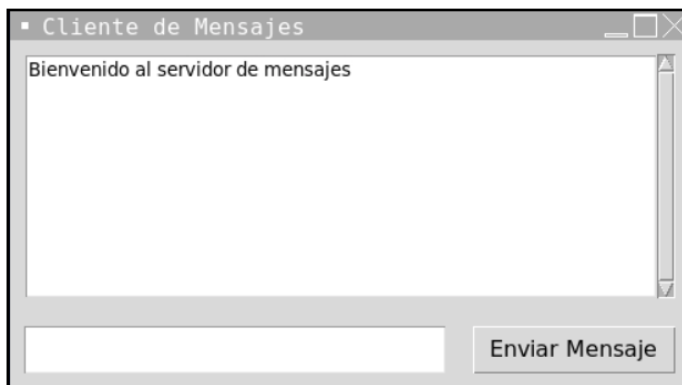 Cliente de Mensajes
Bienvenido al servidor de mensajes
Enviar Mensaje